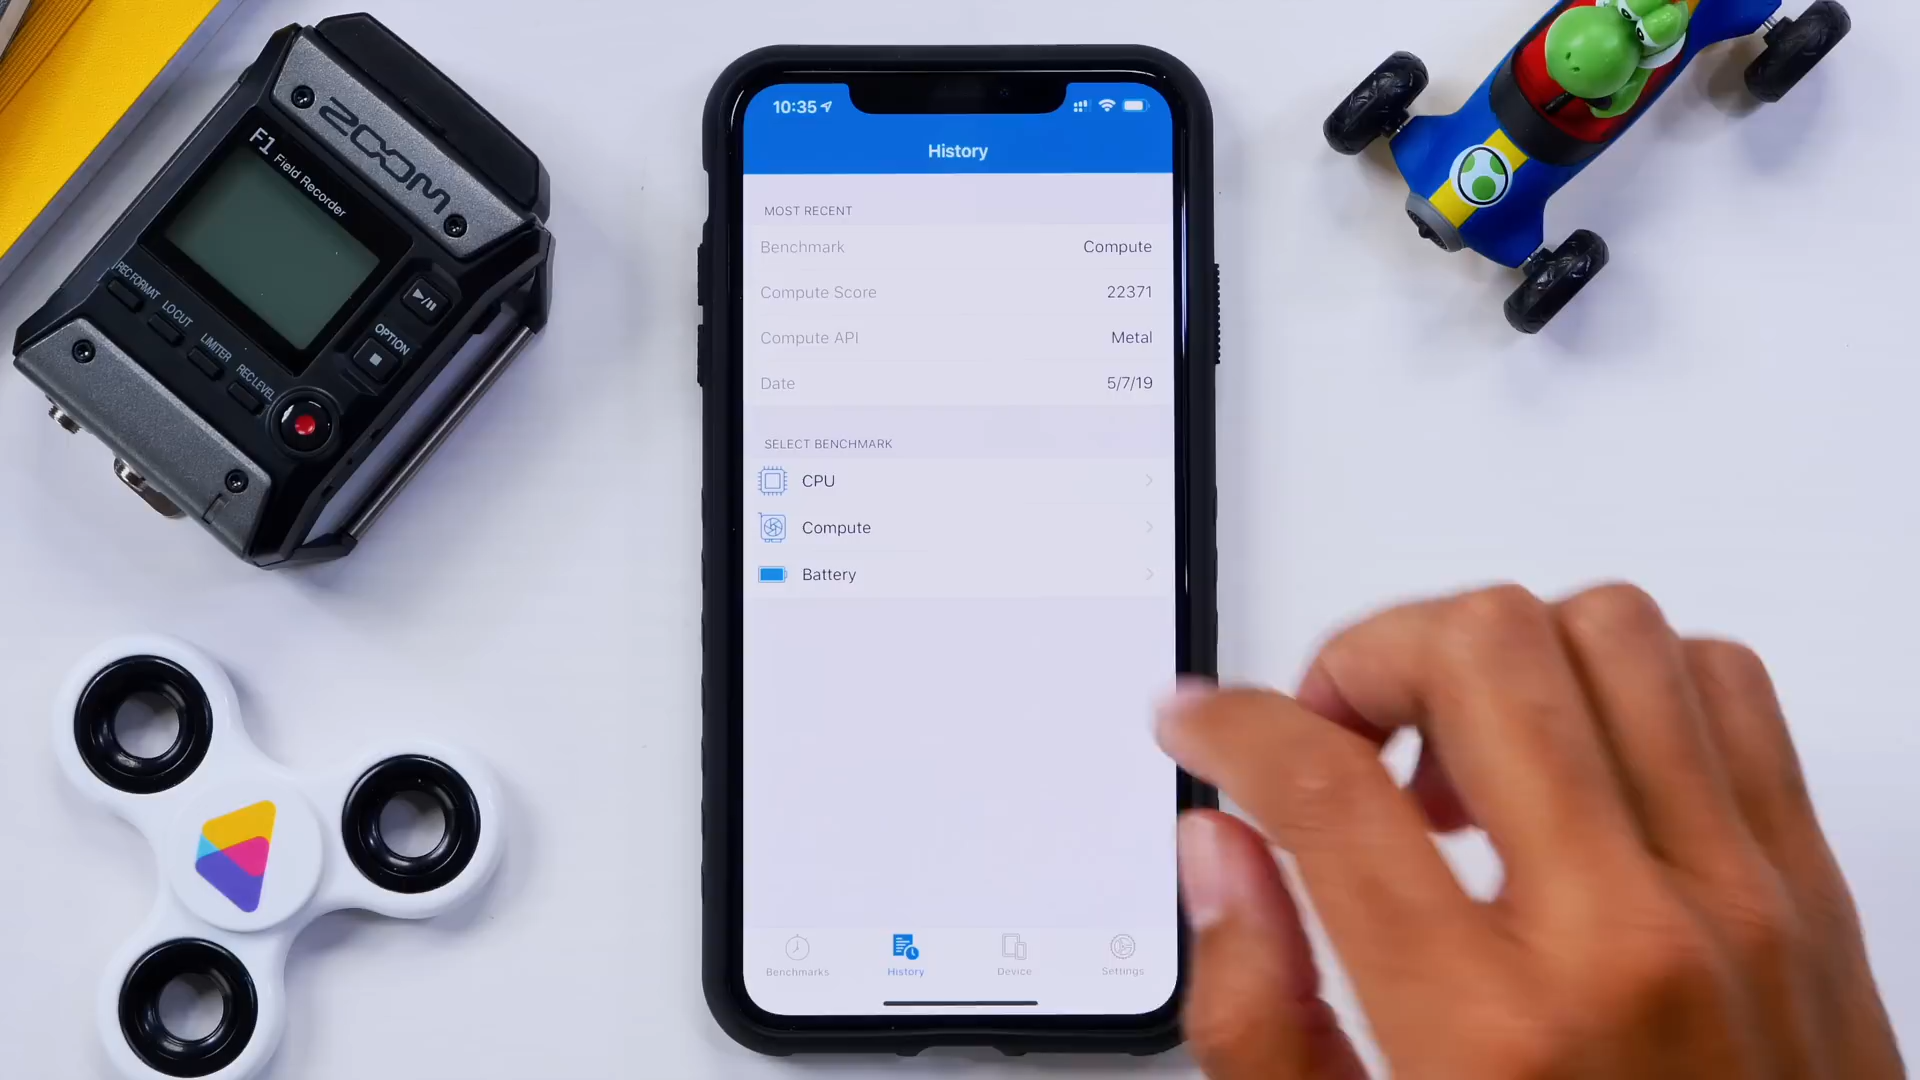 ZOOM
F1 Field Recorder
REC FORMAT
LO CUT
LIMITER
REC LEVEL
OPTION
10:35
History
MOST RECENT
Benchmark Compute
Compute Score 22371
Compute API Metal
Date 5/7/19
SELECT BENCHMARK
CPU
Compute
Battery
Benchmarks History Device Settings